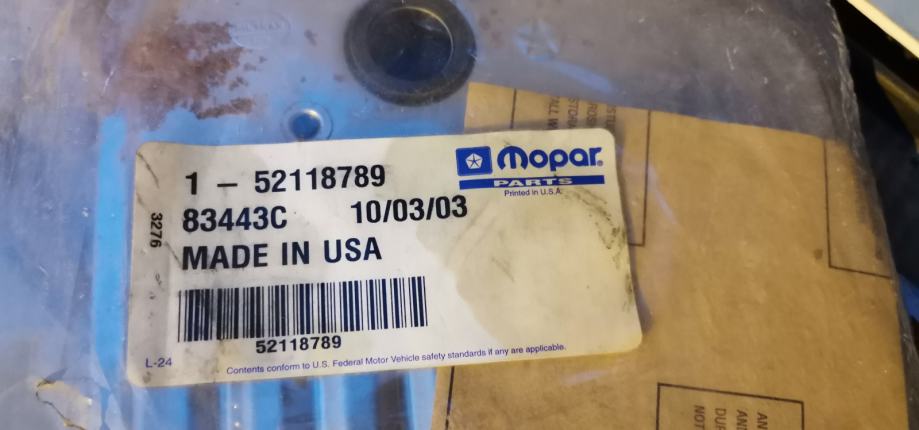 mopar
PARTS
Printed in U.S.A.
1 – 52118789
83443C 10/03/03
MADE IN USA
3276
52118789
L-24
Contents conform to U.S. Federal Motor Vehicle safety standards if any are applicable.